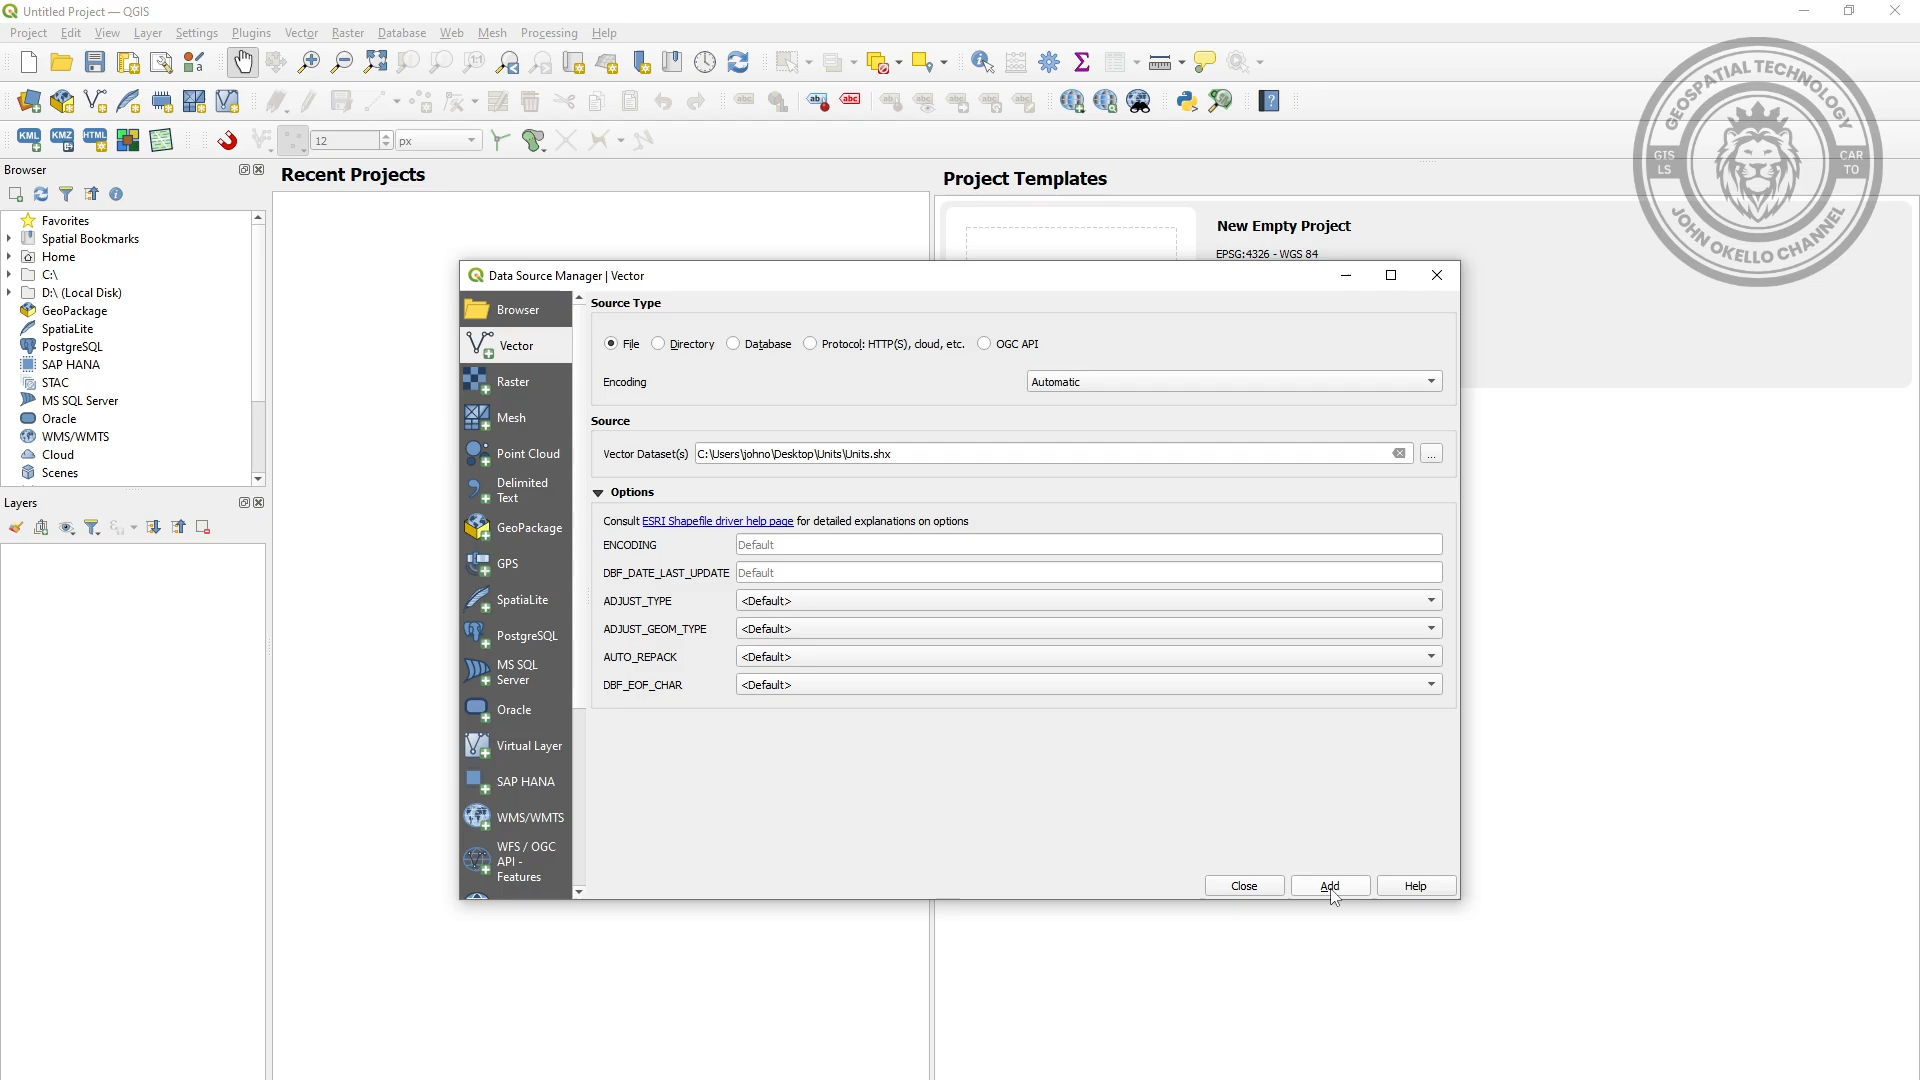 Untitled Project — QGIS
Project Edit View Layer Settings Plugins Vector Raster Database Web Mesh Processing Help
12 px
KML KMZ HTML
Browser
Favorites
Spatial Bookmarks
Home
C:\
D:\ (Local Disk)
GeoPackage
SpatiaLite
PostgreSQL
SAP HANA
STAC
MS SQL Server
Oracle
WMS/WMTS
Cloud
Scenes
Layers
Recent Projects
Project Templates
New Empty Project
EPSG:4326 - WGS 84
GEOSPATIAL TECHNOLOGY
GIS
LS
CAR
TO
JOHN OKELLO CHANNEL
Data Source Manager | Vector
Browser
Vector
Raster
Mesh
Point Cloud
Delimited
Text
GeoPackage
GPS
SpatiaLite
PostgreSQL
MS SQL
Server
Oracle
Virtual Layer
SAP HANA
WMS/WMTS
WFS / OGC
API -
Features
Source Type
File Directory Database Protocol: HTTP(S), cloud, etc. OGC API
Encoding Automatic
Source
Vector Dataset(s) C:\Users\johno\Desktop\Units\Units.shx ...
Options
Consult ESRI Shapefile driver help page for detailed explanations on options
ENCODING Default
DBF_DATE_LAST_UPDATE Default
ADJUST_TYPE <Default>
ADJUST_GEOM_TYPE <Default>
AUTO_REPACK <Default>
DBF_EOF_CHAR <Default>
Close Add Help